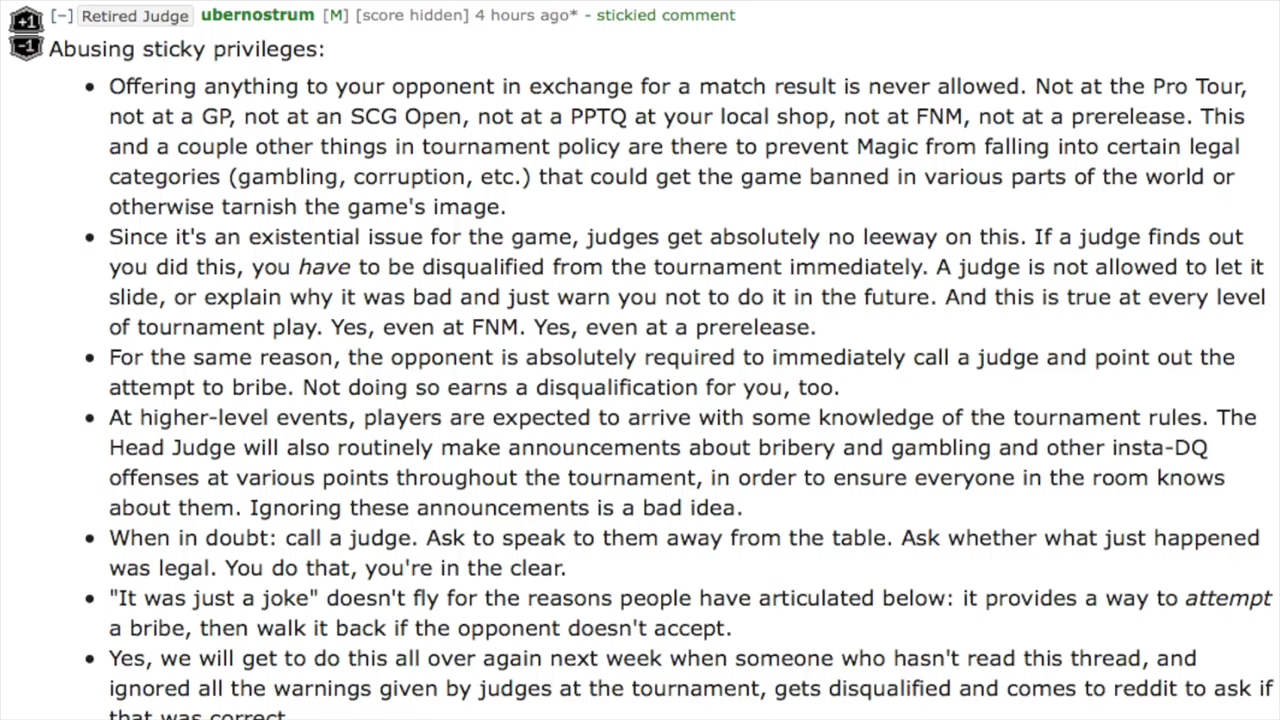 +1
-1
[–] Retired Judge ubernostrum [M] [score hidden] 4 hours ago* - stickied comment
Abusing sticky privileges:
• Offering anything to your opponent in exchange for a match result is never allowed. Not at the Pro Tour,
not at a GP, not at an SCG Open, not at a PPTQ at your local shop, not at FNM, not at a prerelease. This
and a couple other things in tournament policy are there to prevent Magic from falling into certain legal
categories (gambling, corruption, etc.) that could get the game banned in various parts of the world or
otherwise tarnish the game's image.
• Since it's an existential issue for the game, judges get absolutely no leeway on this. If a judge finds out
you did this, you have to be disqualified from the tournament immediately. A judge is not allowed to let it
slide, or explain why it was bad and just warn you not to do it in the future. And this is true at every level
of tournament play. Yes, even at FNM. Yes, even at a prerelease.
• For the same reason, the opponent is absolutely required to immediately call a judge and point out the
attempt to bribe. Not doing so earns a disqualification for you, too.
• At higher-level events, players are expected to arrive with some knowledge of the tournament rules. The
Head Judge will also routinely make announcements about bribery and gambling and other insta-DQ
offenses at various points throughout the tournament, in order to ensure everyone in the room knows
about them. Ignoring these announcements is a bad idea.
• When in doubt: call a judge. Ask to speak to them away from the table. Ask whether what just happened
was legal. You do that, you're in the clear.
• "It was just a joke" doesn't fly for the reasons people have articulated below: it provides a way to attempt
a bribe, then walk it back if the opponent doesn't accept.
• Yes, we will get to do this all over again next week when someone who hasn't read this thread, and
ignored all the warnings given by judges at the tournament, gets disqualified and comes to reddit to ask if
that was correct